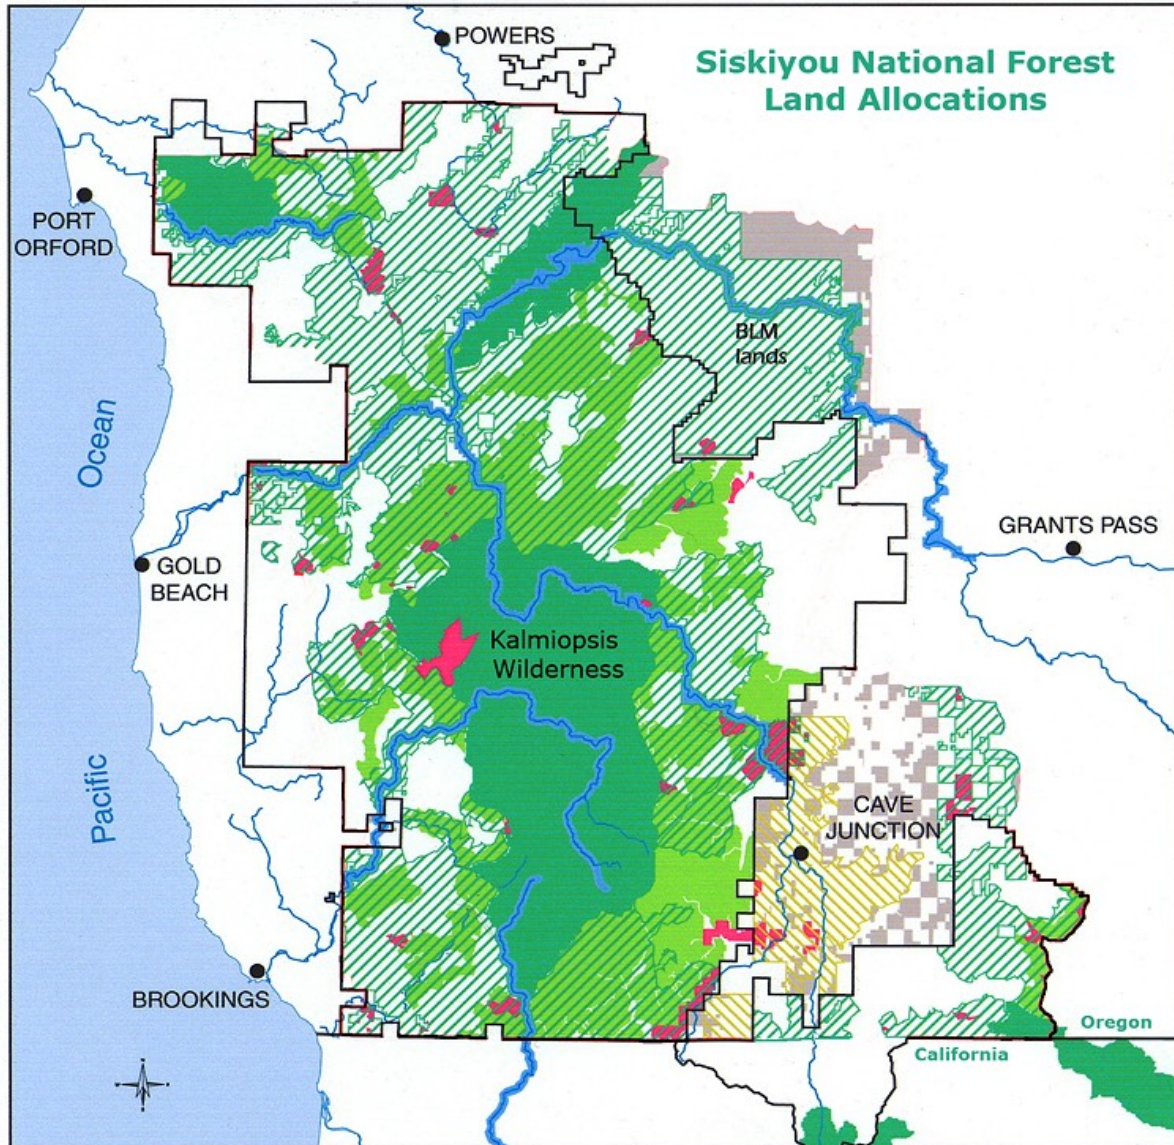 POWERS
Siskiyou National Forest
Land Allocations
PORT
ORFORD
BLM
lands
Ocean
GRANTS PASS
GOLD
BEACH
Kalmiopsis
Wilderness
Pacific
CAVE
JUNCTION
BROOKINGS
Oregon
California